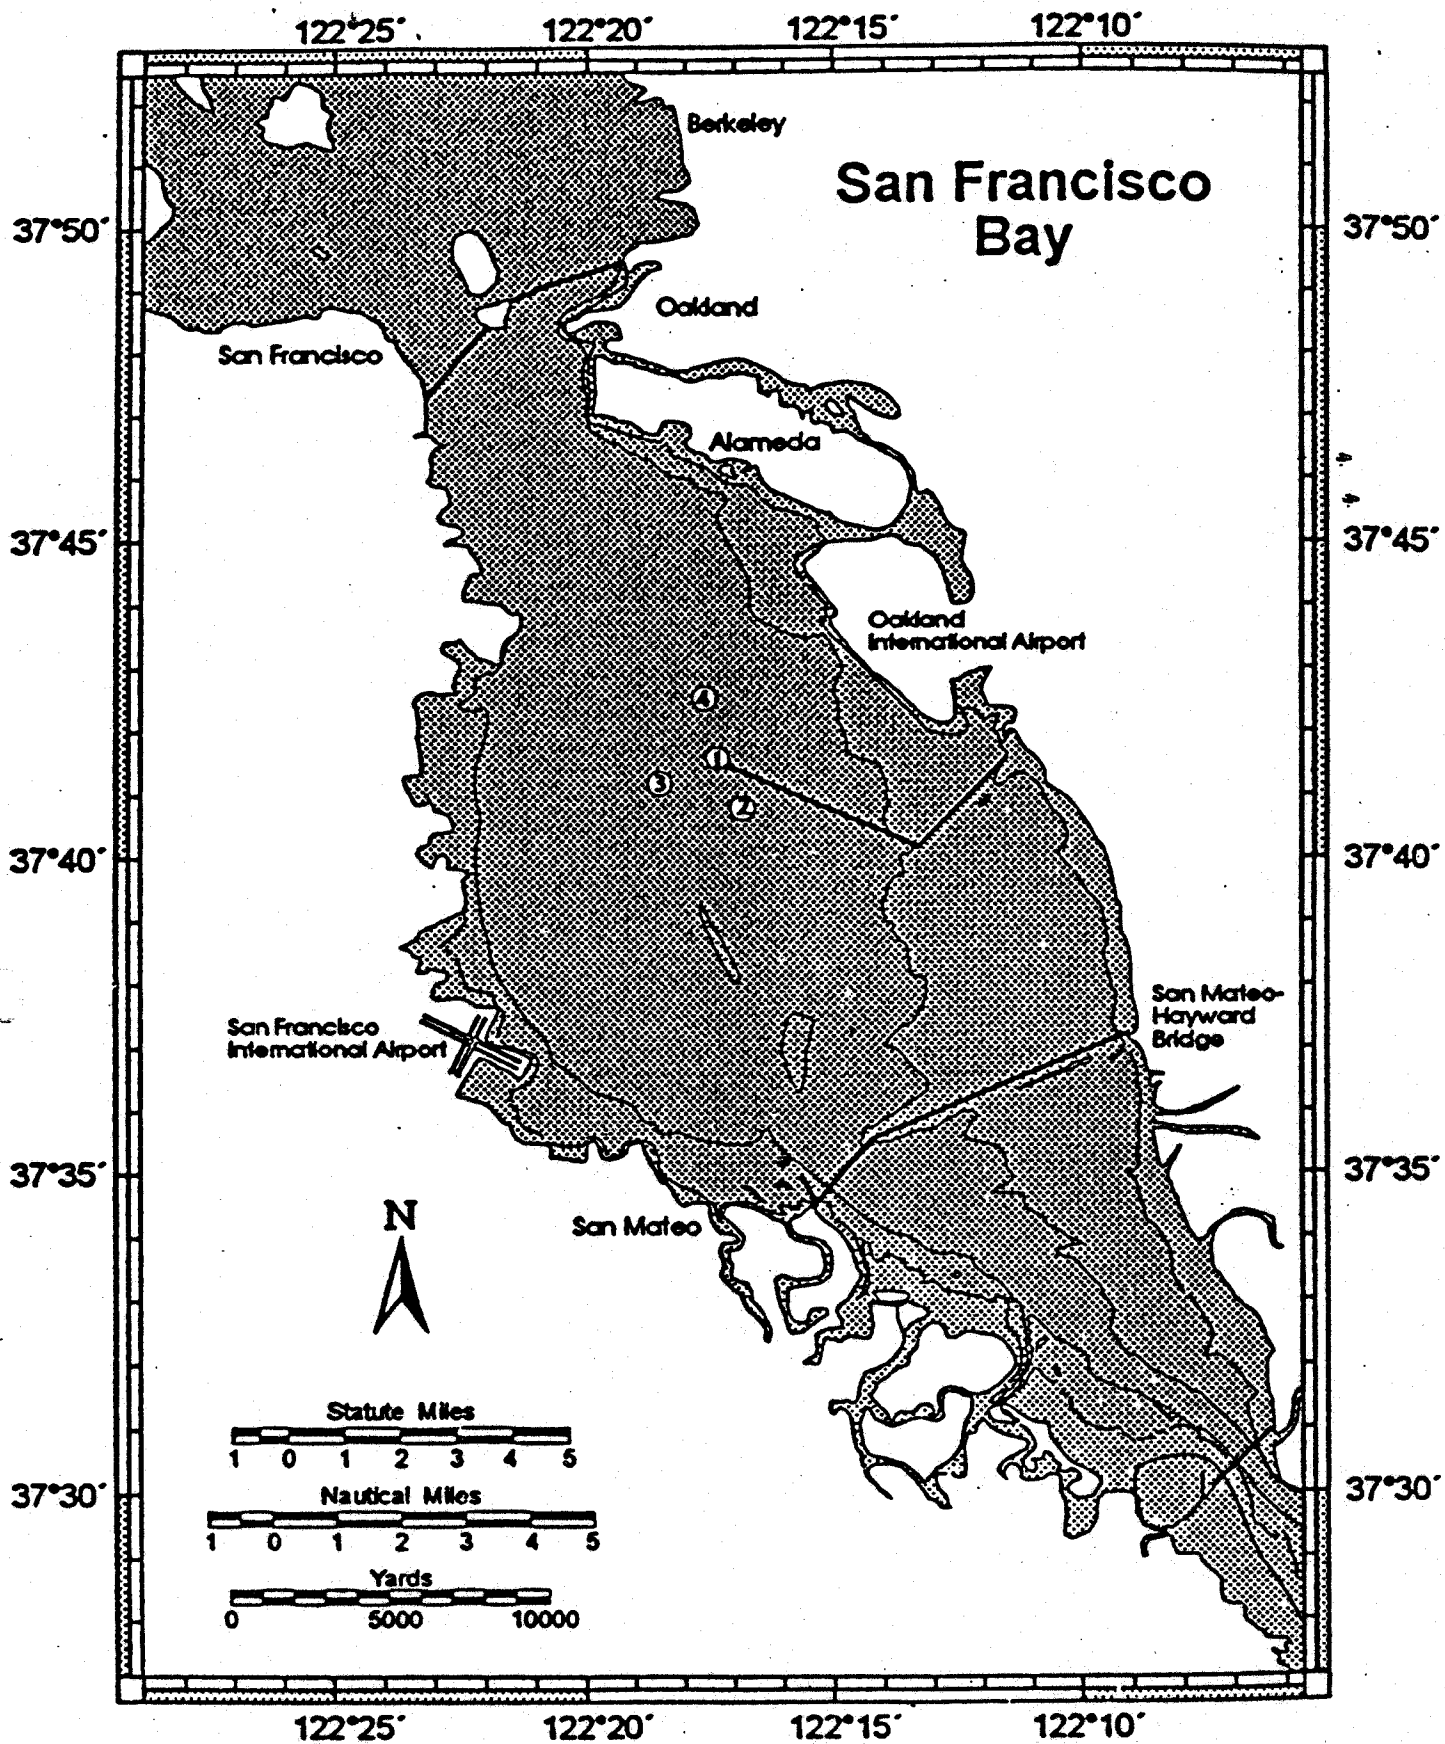 122°25´ 122°20´ 122°15´ 122°10´
Berkeley
San Francisco
Bay
37°50´ 37°50´
Oakland
San Francisco
Alameda
37°45´ 37°45´
Oakland
International Airport
4
1
3
2
37°40´ 37°40´
San Mateo-
Hayward
Bridge
San Francisco
International Airport
37°35´ 37°35´
N
San Mateo
Statute Miles
1 0 1 2 3 4 5
Nautical Miles
37°30´ 37°30´
1 0 1 2 3 4 5
Yards
0 5000 10000
122°25´ 122°20´ 122°15´ 122°10´